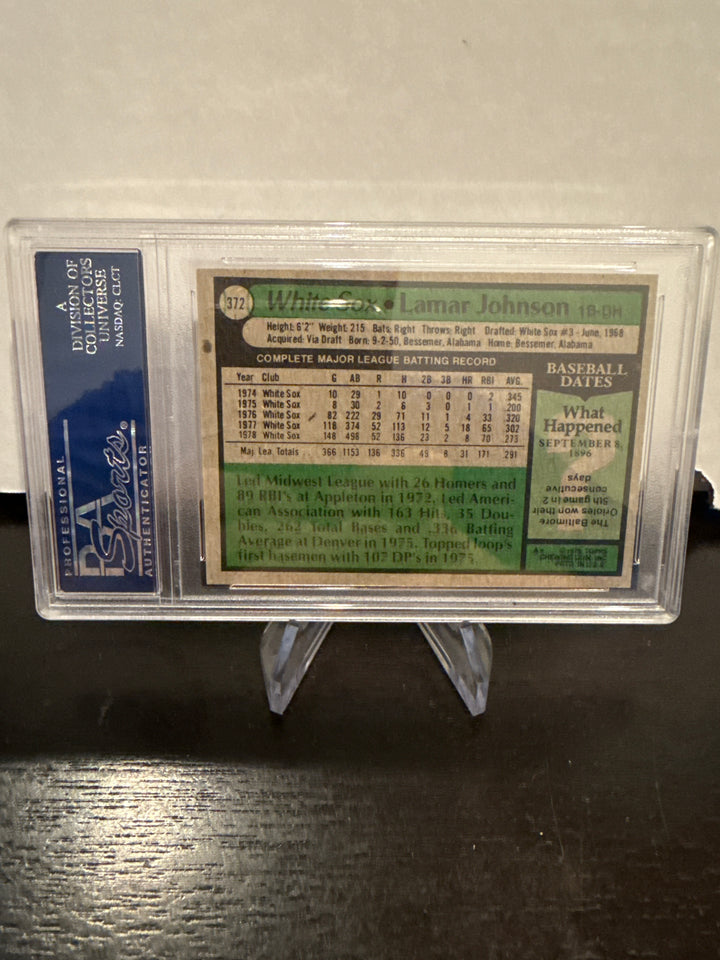 A
DIVISION OF
COLLECTORS
UNIVERSE
NASDAQ: CLCT
PROFESSIONAL
PSA
Sports
AUTHENTICATOR
372 White Sox • Lamar Johnson 1B-DH
Height: 6'2" Weight: 215 Bats: Right Throws: Right Drafted: White Sox #3 - June, 1968
Acquired: Via Draft Born: 9-2-50, Bessemer, Alabama Home: Bessemer, Alabama
COMPLETE MAJOR LEAGUE BATTING RECORD
Year Club G AB R H 2B 3B HR RBI AVG.
1974 White Sox 10 29 1 10 0 0 0 2 .345
1975 White Sox 8 30 2 6 3 0 1 1 .200
1976 White Sox 82 222 29 71 11 1 4 33 .320
1977 White Sox 118 374 52 113 12 5 18 65 .302
1978 White Sox 148 498 52 136 23 2 8 70 .273
Maj. Lea. Totals 366 1153 136 336 49 8 31 171 .291
Led Midwest League with 26 Homers and
89 RBI's at Appleton in 1972. Led Ameri-
can Association with 163 Hits, 35 Dou-
bles, 262 Total Bases and .336 Batting
Average at Denver in 1975. Topped loop's
first basemen with 107 DP's in 1975.
BASEBALL
DATES
What
Happened
SEPTEMBER 8,
1896
The Baltimore
Orioles won their
5th game in 2
consecutive
days